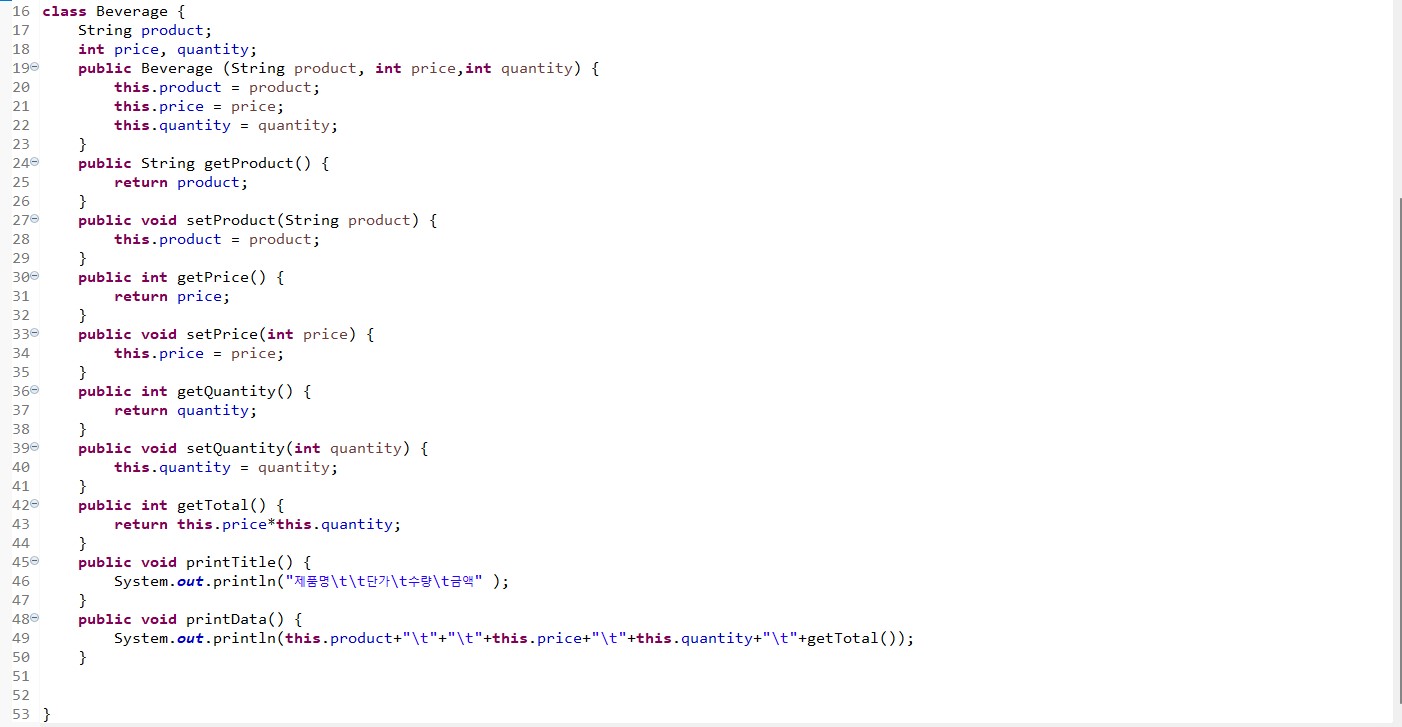 16 class Beverage {
17     String product;
18     int price, quantity;
19     public Beverage (String product, int price,int quantity) {
20         this.product = product;
21         this.price = price;
22         this.quantity = quantity;
23     }
24     public String getProduct() {
25         return product;
26     }
27     public void setProduct(String product) {
28         this.product = product;
29     }
30     public int getPrice() {
31         return price;
32     }
33     public void setPrice(int price) {
34         this.price = price;
35     }
36     public int getQuantity() {
37         return quantity;
38     }
39     public void setQuantity(int quantity) {
40         this.quantity = quantity;
41     }
42     public int getTotal() {
43         return this.price*this.quantity;
44     }
45     public void printTitle() {
46         System.out.println("제품명\t\t단가\t수량\t금액" );
47     }
48     public void printData() {
49         System.out.println(this.product+"\t"+"\t"+this.price+"\t"+this.quantity+"\t"+getTotal());
50     }
51
52
53 }